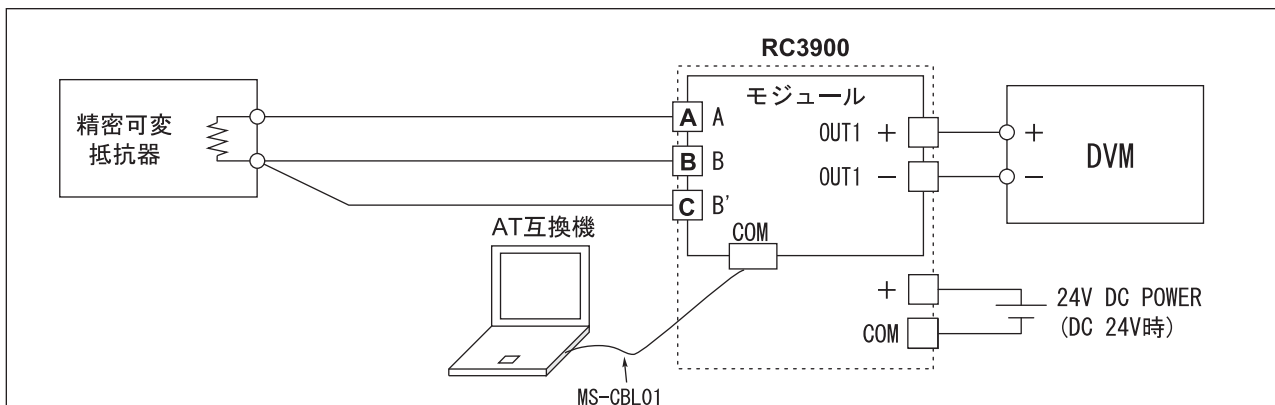 RC3900
精密可変
抵抗器
A A
B B
C B'
モジュール
OUT1 +
OUT1 −
+
−
DVM
AT互換機
COM
MS-CBL01
+
COM
24V DC POWER
(DC 24V時)